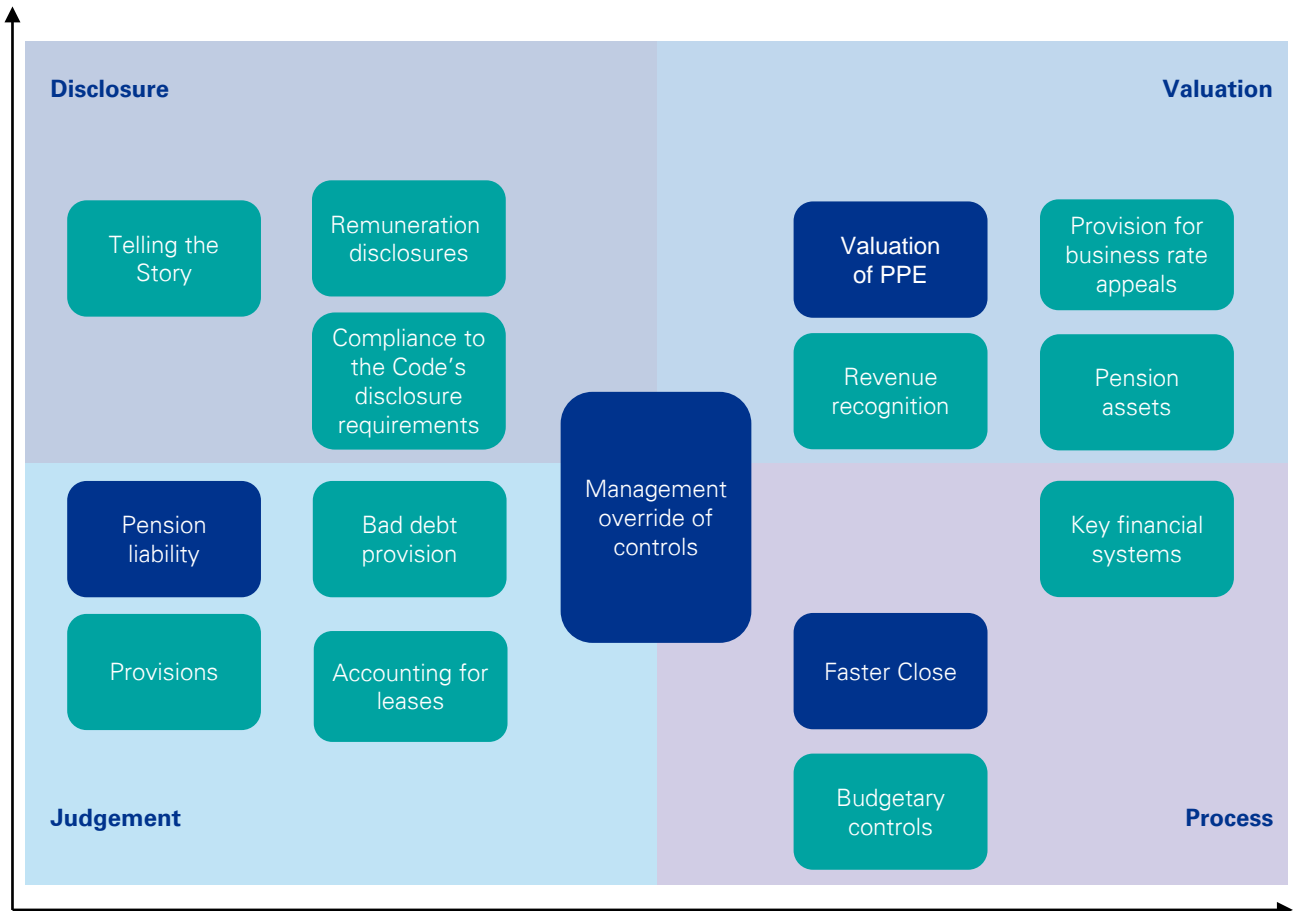 Disclosure
Valuation
Telling the
Story
Remuneration
disclosures
Compliance to
the Code's
disclosure
requirements
Valuation
of PPE
Provision for
business rate
appeals
Revenue
recognition
Pension
assets
Management
override of
controls
Pension
liability
Bad debt
provision
Provisions
Accounting for
leases
Key financial
systems
Faster Close
Budgetary
controls
Judgement
Process